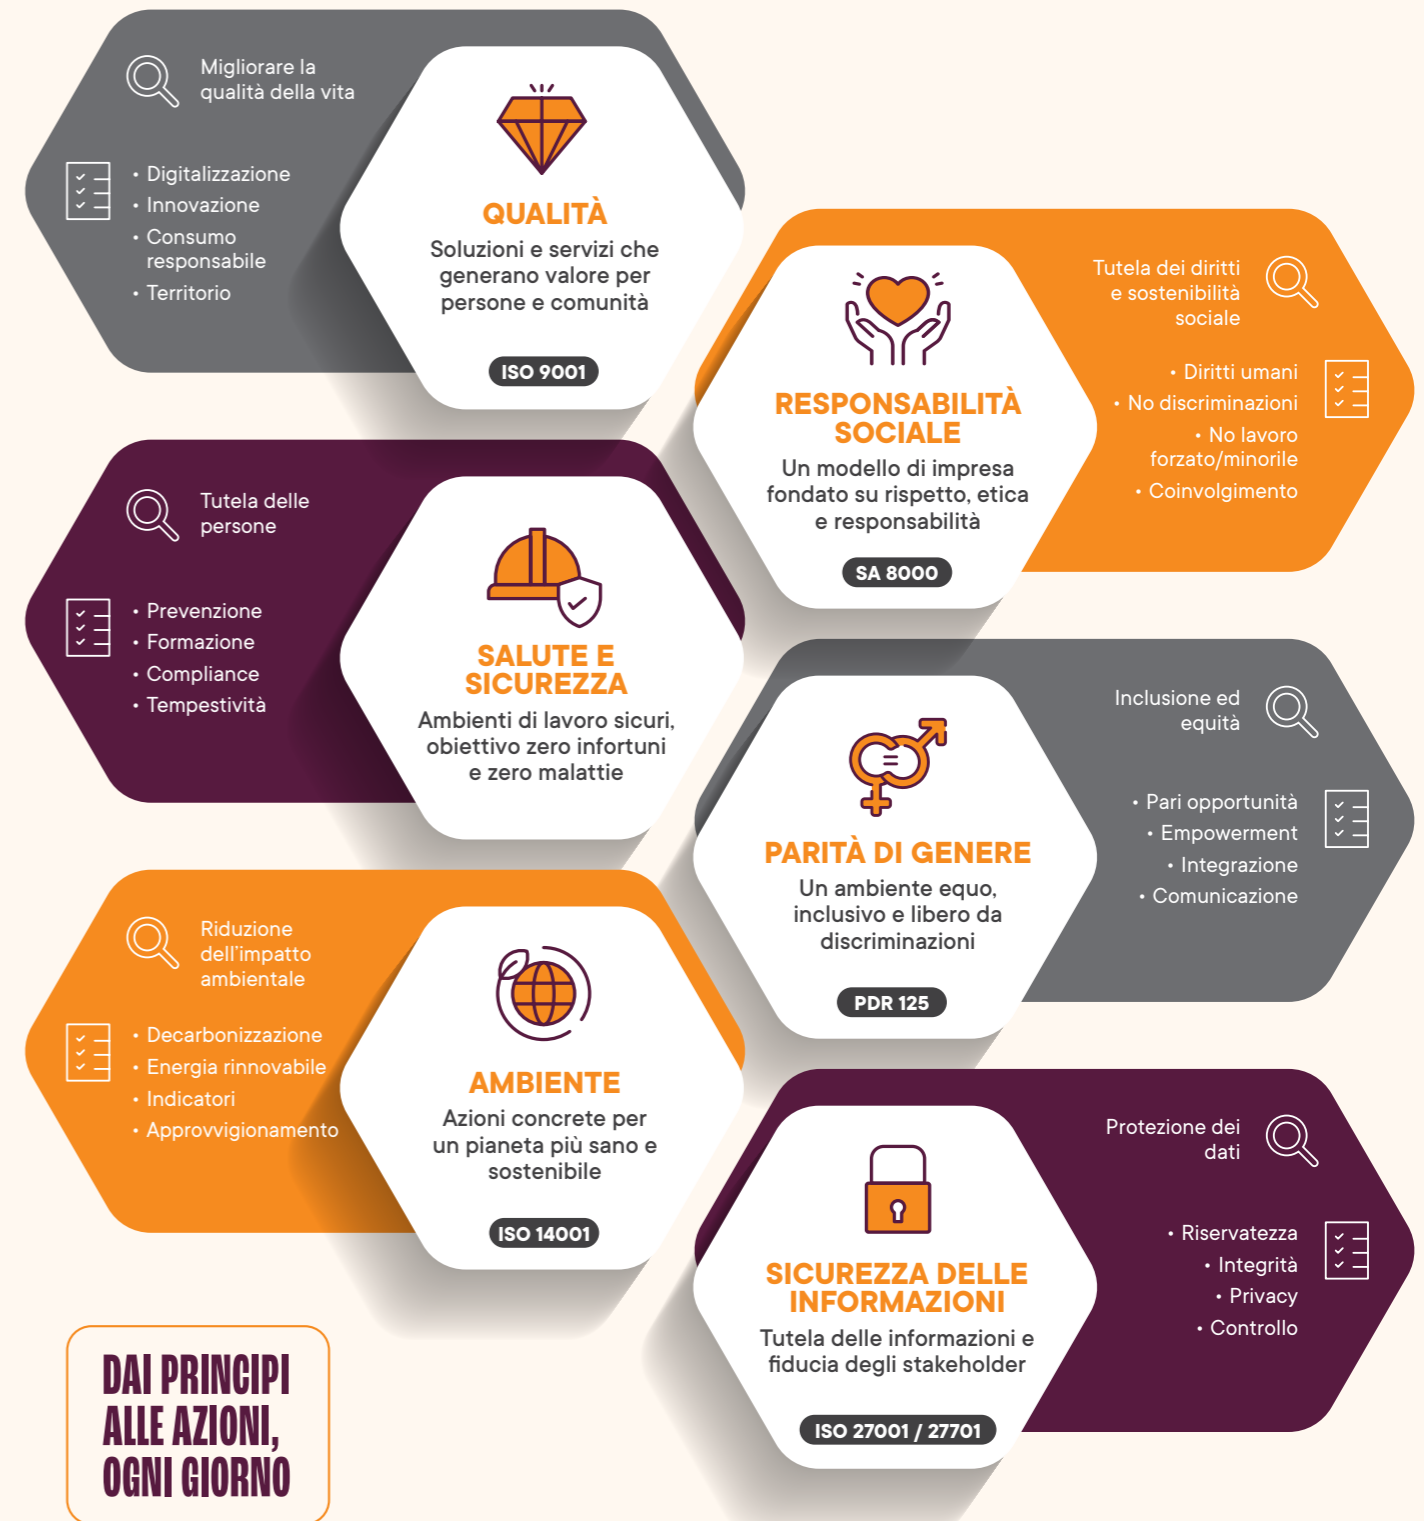 Migliorare la
qualità della vita
• Digitalizzazione
• Innovazione
• Consumo
responsabile
• Territorio
QUALITÀ
Soluzioni e servizi che
generano valore per
persone e comunità
ISO 9001
RESPONSABILITÀ
SOCIALE
Un modello di impresa
fondato su rispetto, etica
e responsabilità
SA 8000
Tutela dei diritti
e sostenibilità
sociale
• Diritti umani
• No discriminazioni
• No lavoro
forzato/minorile
• Coinvolgimento
Tutela delle
persone
• Prevenzione
• Formazione
• Compliance
• Tempestività
SALUTE E
SICUREZZA
Ambienti di lavoro sicuri,
obiettivo zero infortuni
e zero malattie
PARITÀ DI GENERE
Un ambiente equo,
inclusivo e libero da
discriminazioni
PDR 125
Inclusione ed
equità
• Pari opportunità
• Empowerment
• Integrazione
• Comunicazione
Riduzione
dell'impatto
ambientale
• Decarbonizzazione
• Energia rinnovabile
• Indicatori
• Approvvigionamento
AMBIENTE
Azioni concrete per
un pianeta più sano e
sostenibile
ISO 14001
SICUREZZA DELLE
INFORMAZIONI
Tutela delle informazioni e
fiducia degli stakeholder
ISO 27001 / 27701
Protezione dei
dati
• Riservatezza
• Integrità
• Privacy
• Controllo
DAI PRINCIPI
ALLE AZIONI,
OGNI GIORNO